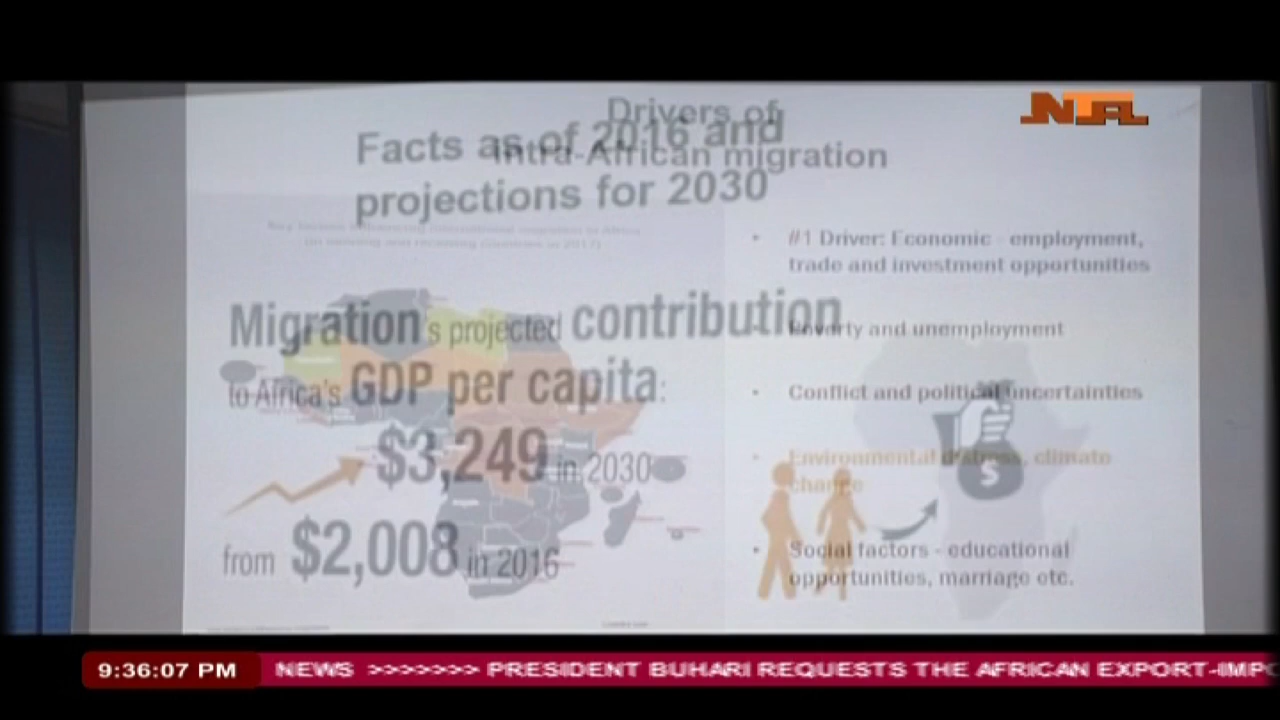 NTA
Drivers of
Intra-African migration
Facts as of 2016 and
projections for 2030
#1 Driver: Economic - employment,
trade and investment opportunities
Poverty and unemployment
Conflict and political uncertainties
Environmental distress, climate
change
Social factors - educational
opportunities, marriage etc.
Migration's projected contribution
to Africa's GDP per capita:
$3,249 in 2030
from $2,008 in 2016
$
9:36:07 PM
NEWS >>>>>>> PRESIDENT BUHARI REQUESTS THE AFRICAN EXPORT-IMPO